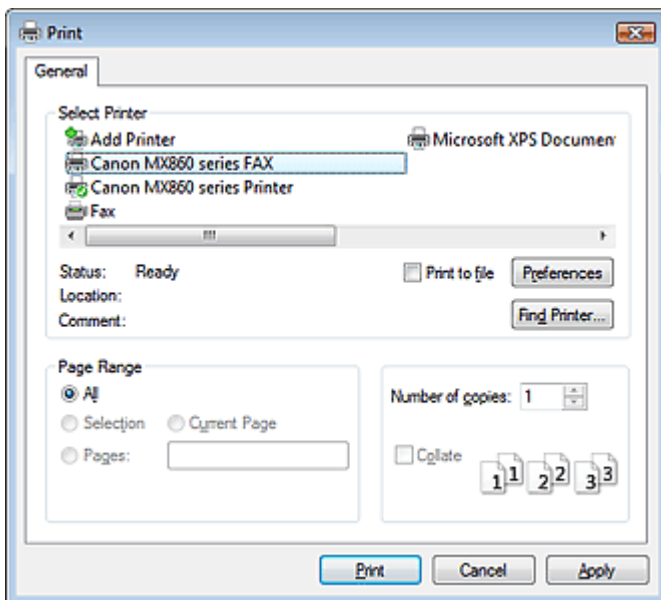 Print
General
Select Printer
Add Printer
Microsoft XPS Documen
Canon MX860 series FAX
Canon MX860 series Printer
Fax
Status: Ready
Print to file
Preferences
Location:
Comment:
Find Printer...
Page Range
All
Selection
Current Page
Pages:
Number of copies: 1
Collate
1 1 2 2 3 3
Print
Cancel
Apply